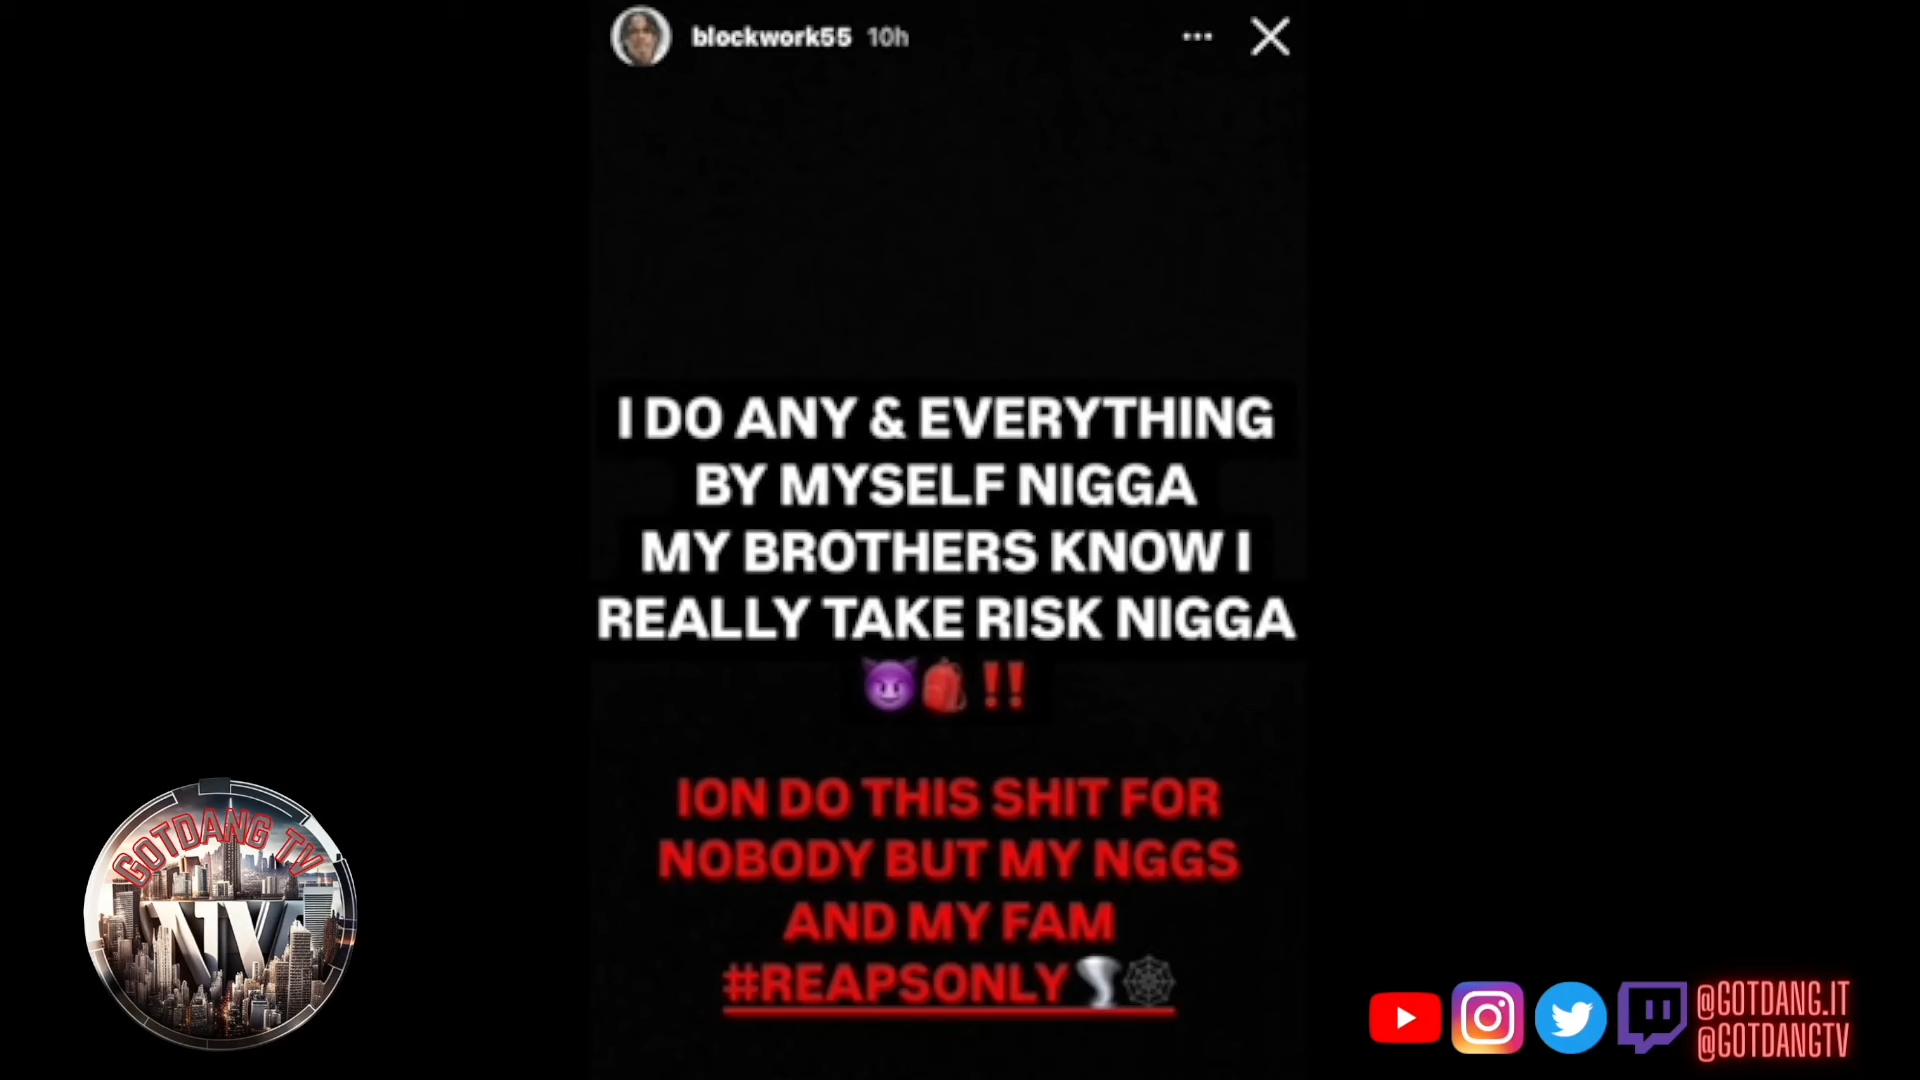 blockwork55 10h
I DO ANY & EVERYTHING
BY MYSELF NIGGA
MY BROTHERS KNOW I
REALLY TAKE RISK NIGGA
😈🎒‼️
ION DO THIS SHIT FOR
NOBODY BUT MY NGGS
AND MY FAM
#REAPSONLY🌪️🕸️
GOTDANG TV
@GOTDANG.IT
@GOTDANGTV